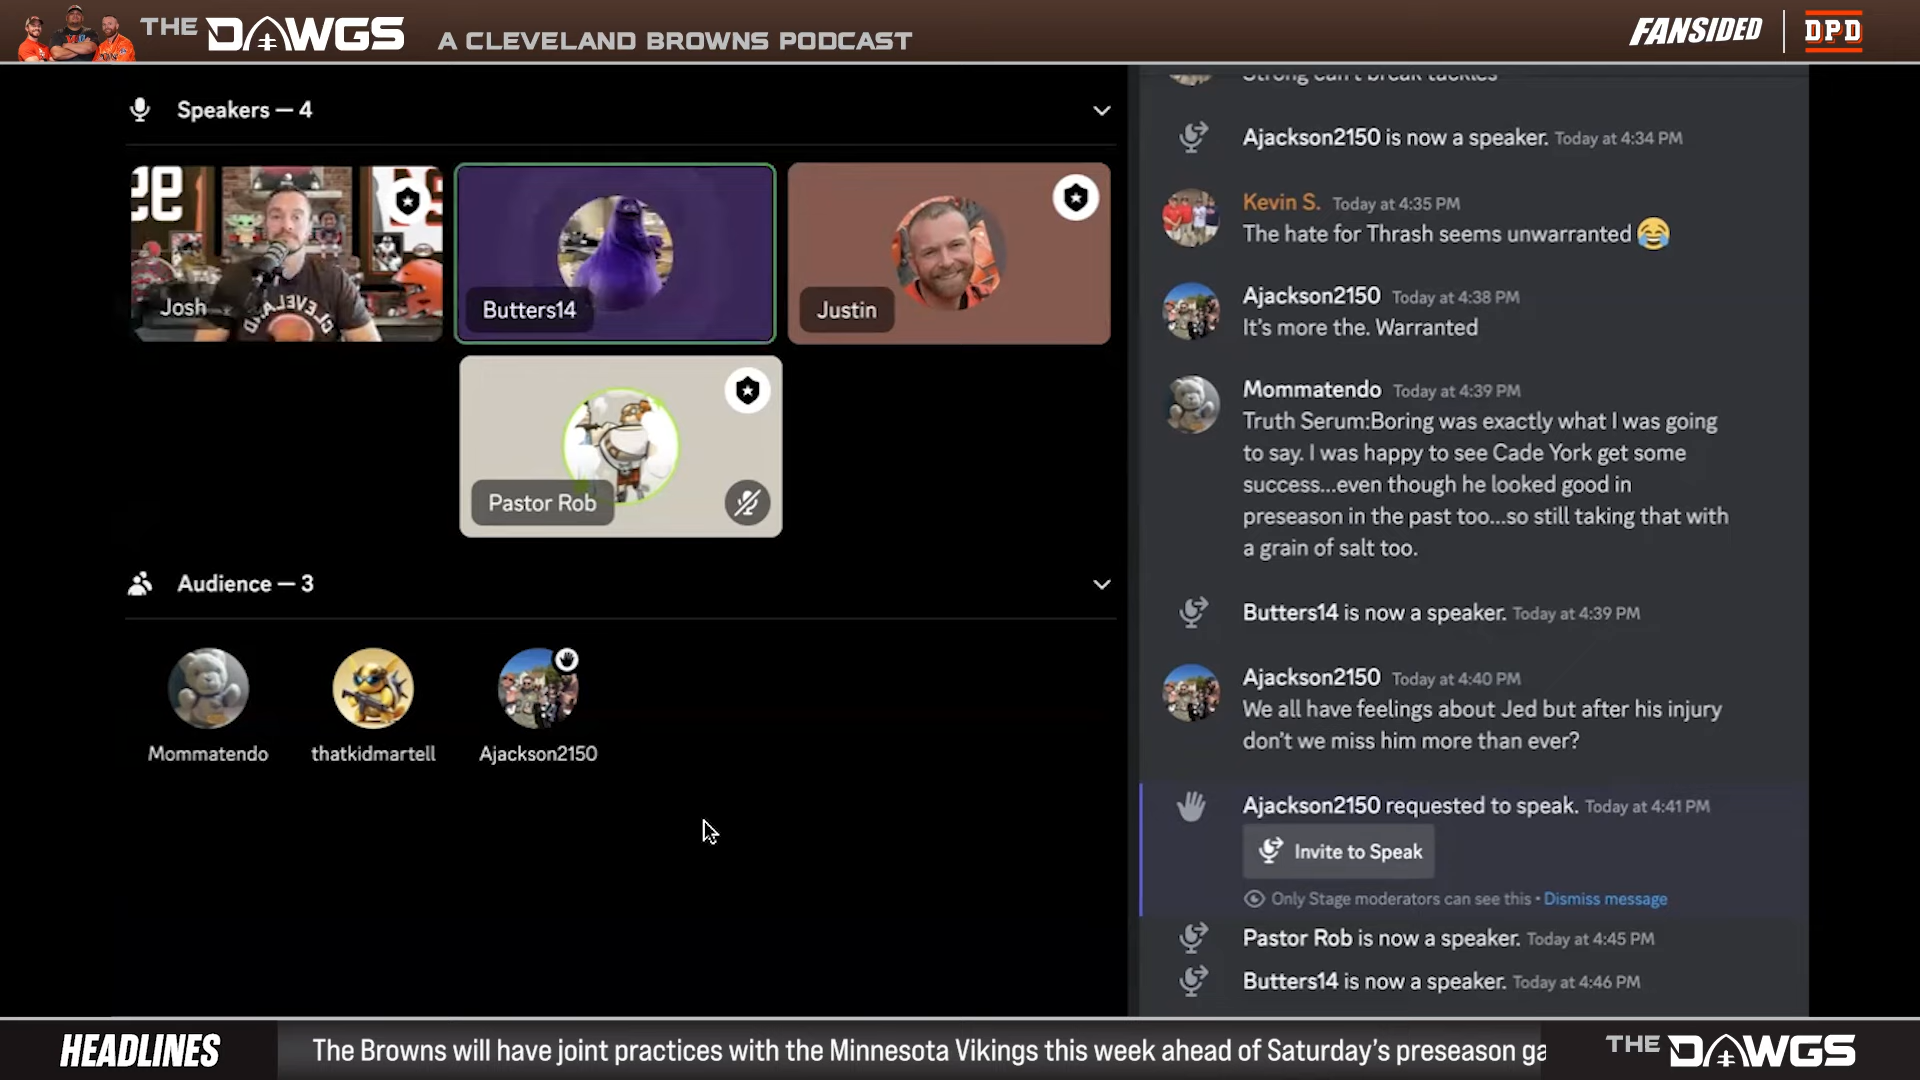 THE DAWGS A CLEVELAND BROWNS PODCAST
FANSIDED DPD
Speakers — 4
Josh
Butters14
Justin
Pastor Rob
CLEVELAND
Audience — 3
Mommatendo
thatkidmartell
Ajackson2150
Strong can't break tackles
Ajackson2150 is now a speaker. Today at 4:34 PM
Kevin S. Today at 4:35 PM
The hate for Thrash seems unwarranted 😂
Ajackson2150 Today at 4:38 PM
It's more the. Warranted
Mommatendo Today at 4:39 PM
Truth Serum:Boring was exactly what I was going
to say. I was happy to see Cade York get some
success...even though he looked good in
preseason in the past too...so still taking that with
a grain of salt too.
Butters14 is now a speaker. Today at 4:39 PM
Ajackson2150 Today at 4:40 PM
We all have feelings about Jed but after his injury
don't we miss him more than ever?
Ajackson2150 requested to speak. Today at 4:41 PM
Invite to Speak
Only Stage moderators can see this • Dismiss message
Pastor Rob is now a speaker. Today at 4:45 PM
Butters14 is now a speaker. Today at 4:46 PM
HEADLINES
The Browns will have joint practices with the Minnesota Vikings this week ahead of Saturday's preseason ga
THE DAWGS